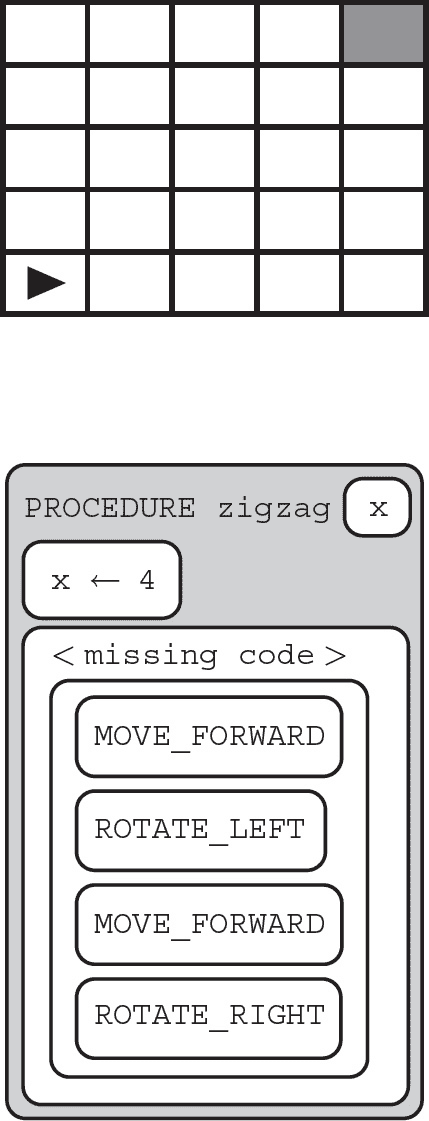 PROCEDURE zigzag x
x ← 4
<missing code>
MOVE_FORWARD
ROTATE_LEFT
MOVE_FORWARD
ROTATE_RIGHT